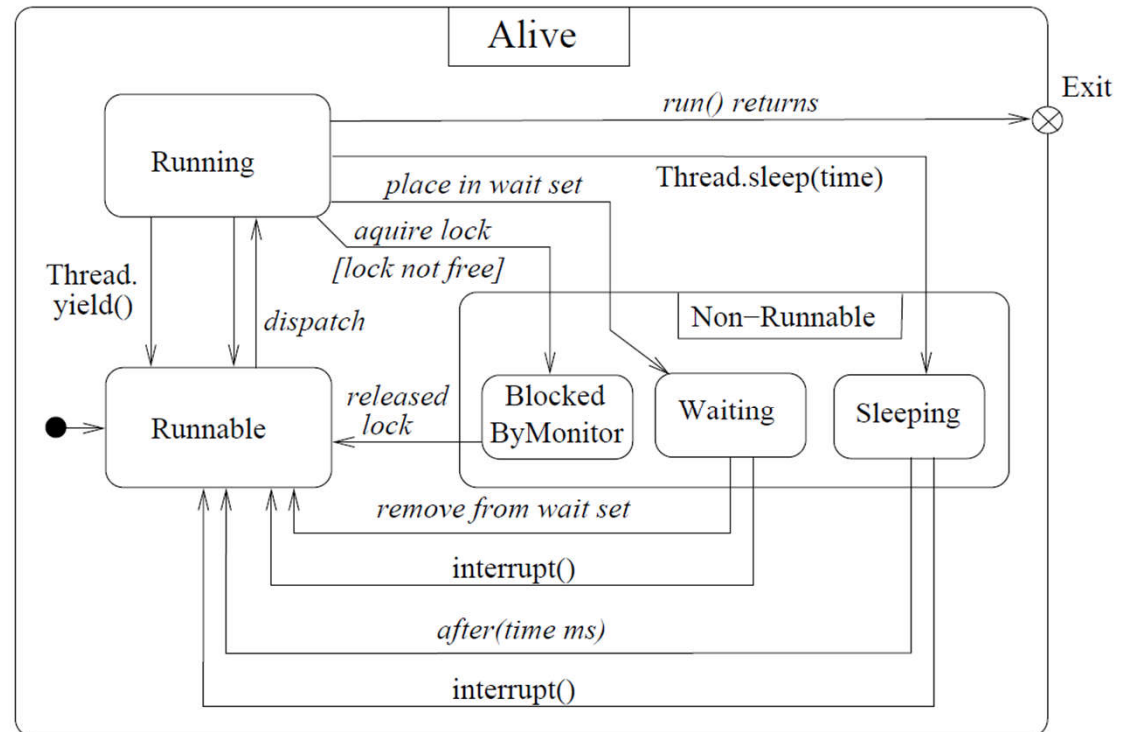 Alive
Exit
run() returns
Running
Thread.sleep(time)
place in wait set
aquire lock
[lock not free]
Thread.
yield()
dispatch
Non−Runnable
Runnable
released
lock
Blocked
ByMonitor
Waiting
Sleeping
remove from wait set
interrupt()
after(time ms)
interrupt()